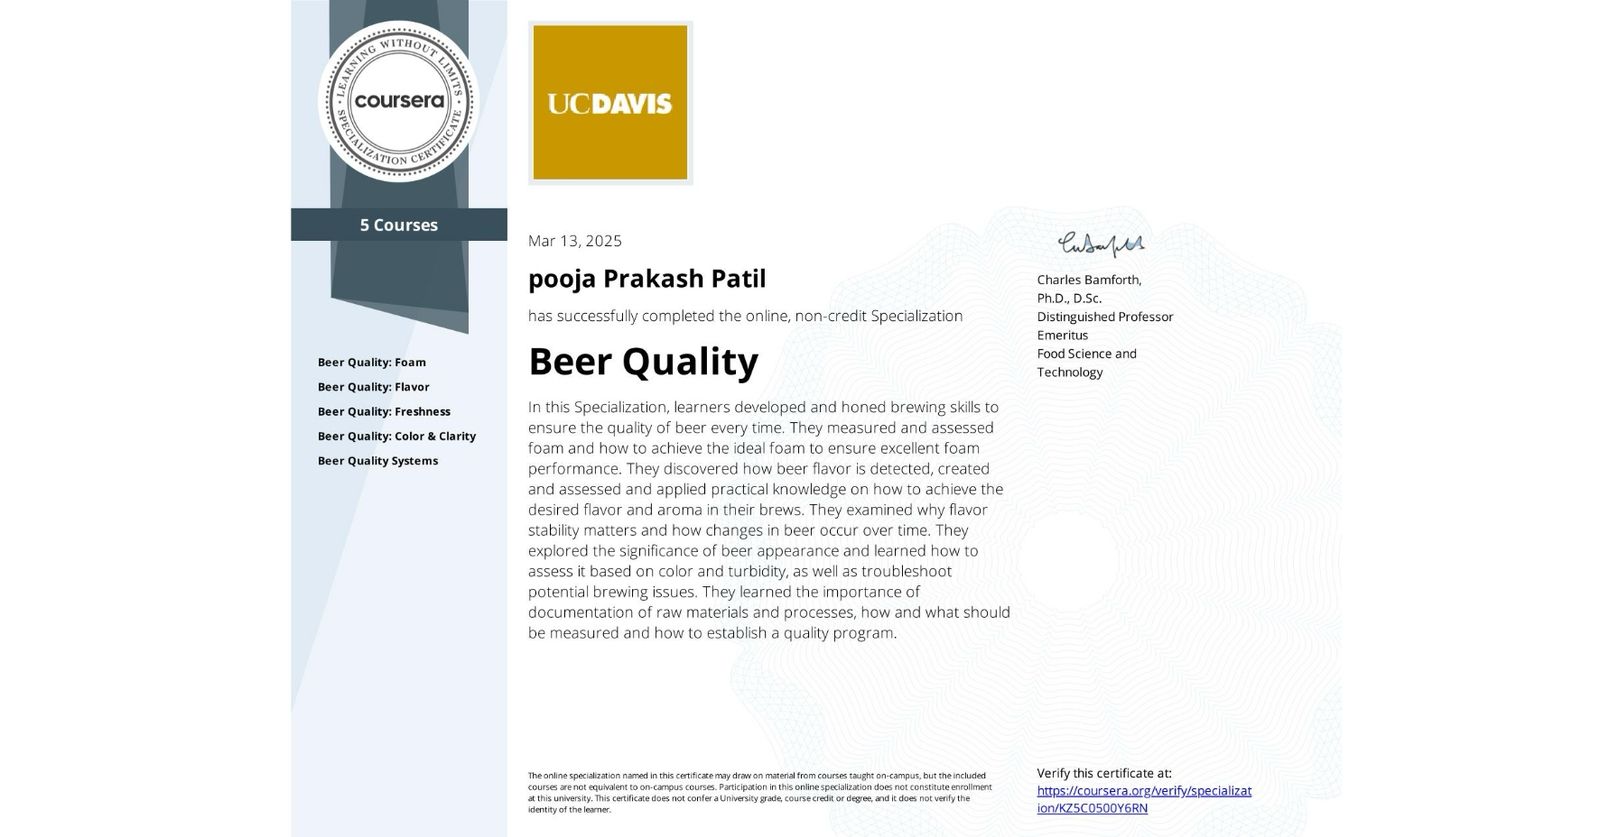 LEARNING WITHOUT LIMITS
coursera
SPECIALIZATION CERTIFICATE
5 Courses
Beer Quality: Foam
Beer Quality: Flavor
Beer Quality: Freshness
Beer Quality: Color & Clarity
Beer Quality Systems
UCDAVIS
Mar 13, 2025
pooja Prakash Patil
has successfully completed the online, non-credit Specialization
Beer Quality
In this Specialization, learners developed and honed brewing skills to
ensure the quality of beer every time. They measured and assessed
foam and how to achieve the ideal foam to ensure excellent foam
performance. They discovered how beer flavor is detected, created
and assessed and applied practical knowledge on how to achieve the
desired flavor and aroma in their brews. They examined why flavor
stability matters and how changes in beer occur over time. They
explored the significance of beer appearance and learned how to
assess it based on color and turbidity, as well as troubleshoot
potential brewing issues. They learned the importance of
documentation of raw materials and processes, how and what should
be measured and how to establish a quality program.
Charles Bamforth,
Ph.D., D.Sc.
Distinguished Professor
Emeritus
Food Science and
Technology
The online specialization named in this certificate may draw on material from courses taught on-campus, but the included
courses are not equivalent to on-campus courses. Participation in this online specialization does not constitute enrollment
at this university. This certificate does not confer a University grade, course credit or degree, and it does not verify the
identity of the learner.
Verify this certificate at:
https://coursera.org/verify/specializat
ion/KZ5C0500Y6RN